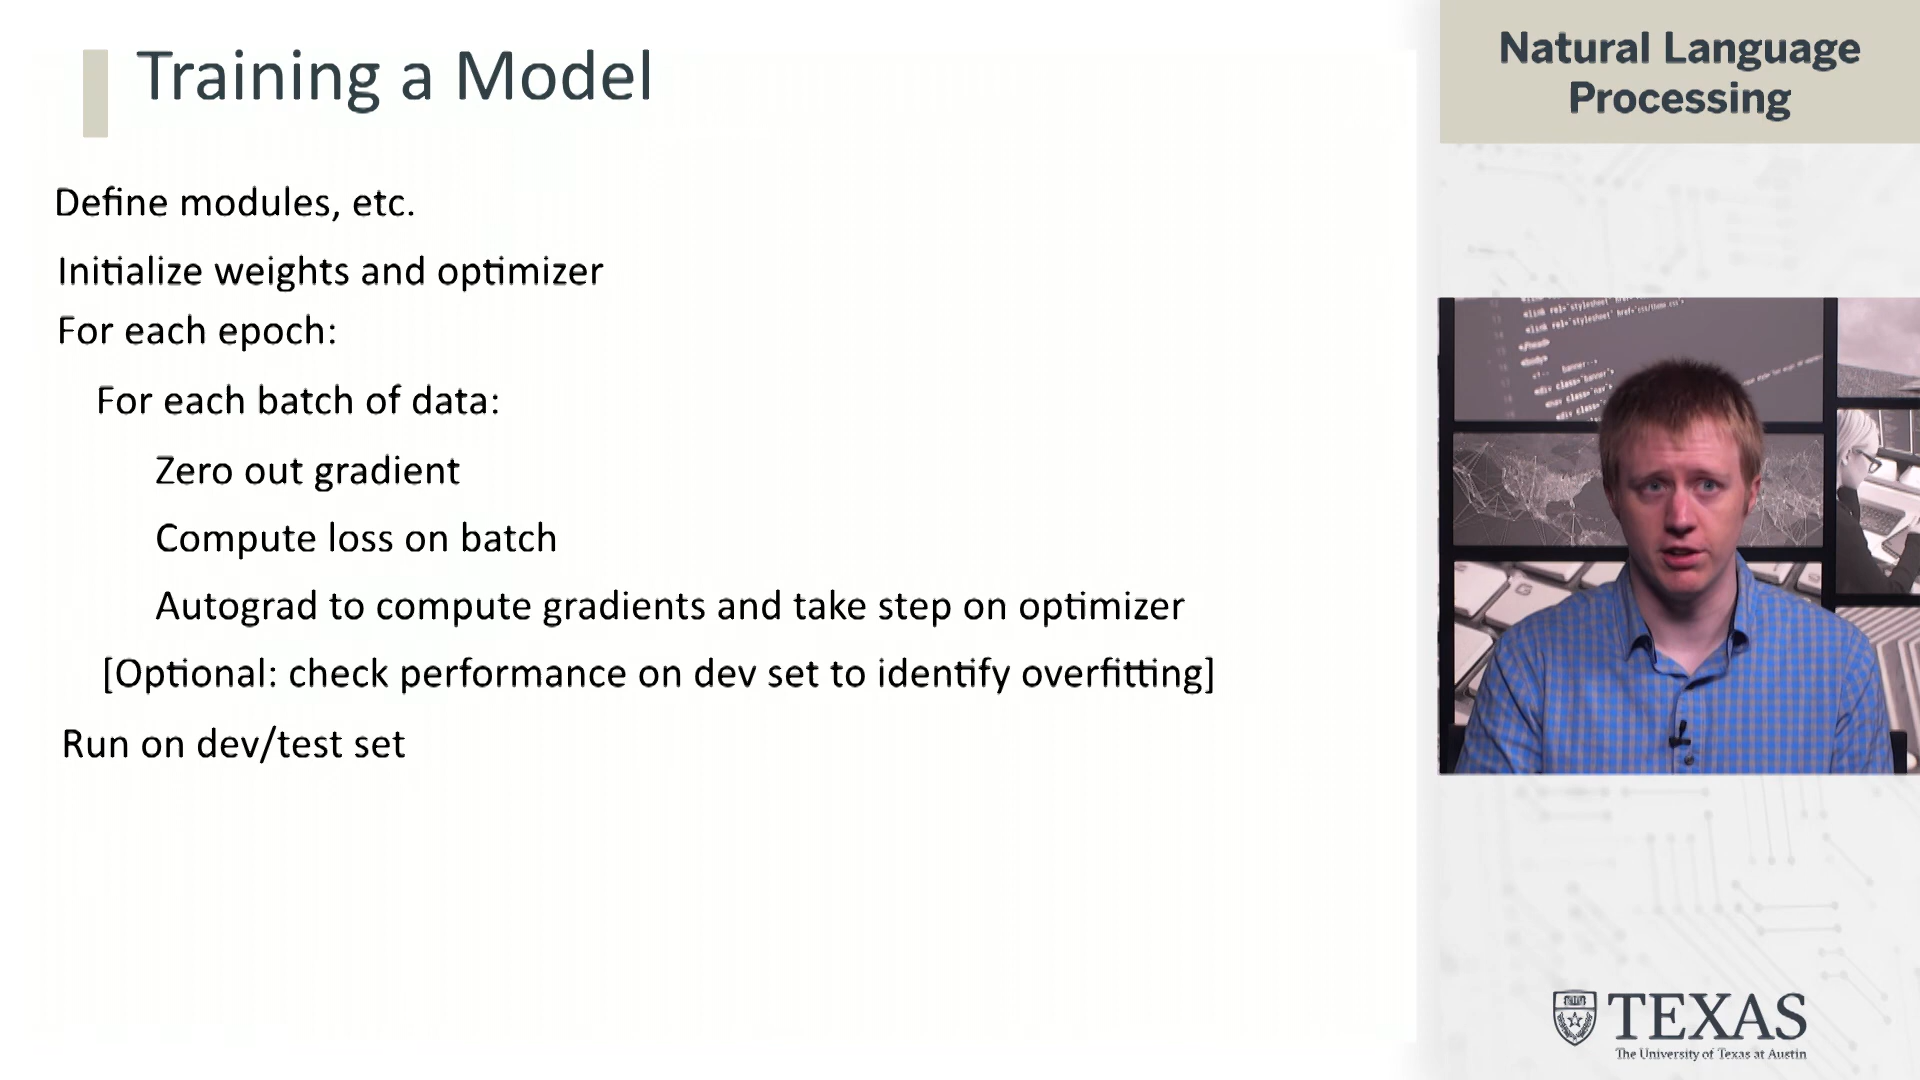 Training a Model
Define modules, etc.
Initialize weights and optimizer
For each epoch:
For each batch of data:
Zero out gradient
Compute loss on batch
Autograd to compute gradients and take step on optimizer
[Optional: check performance on dev set to identify overfitting]
Run on dev/test set
Natural Language
Processing
TEXAS
The University of Texas at Austin